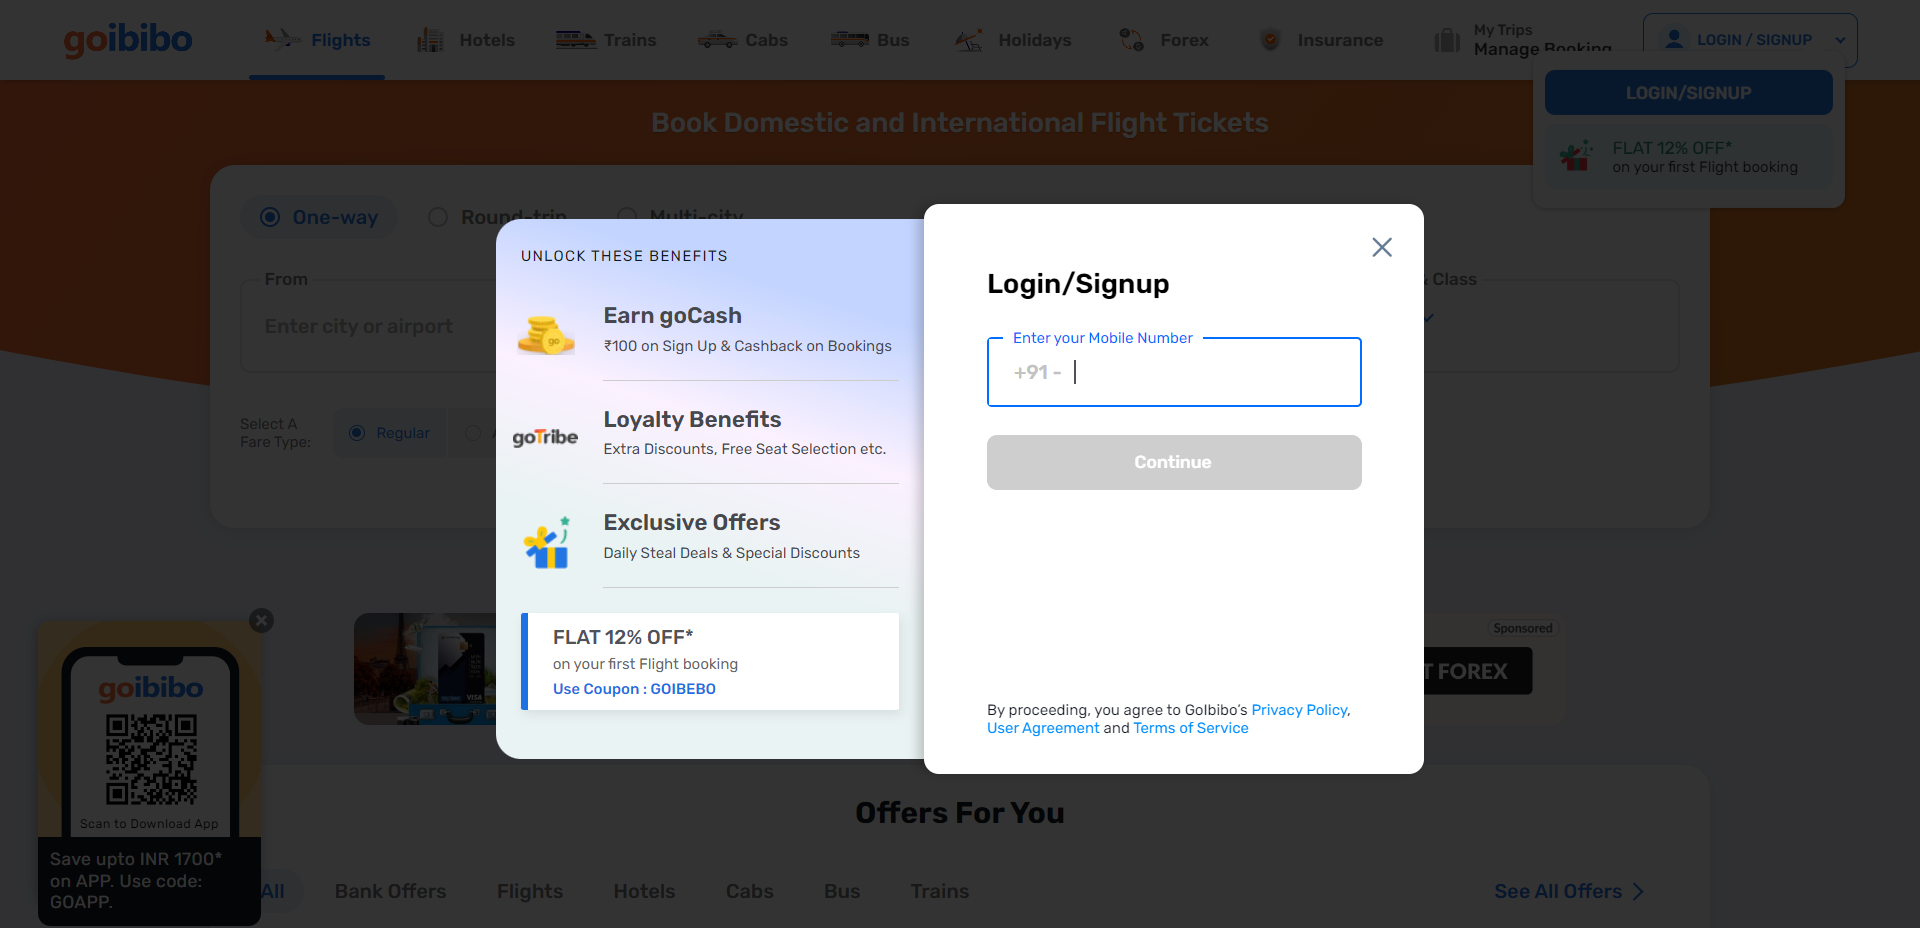 goibibo
Flights
Hotels
Trains
Cabs
Bus
Holidays
Forex
Insurance
My Trips
Manage Booking
LOGIN / SIGNUP
LOGIN/SIGNUP
FLAT 12% OFF*
on your first Flight booking
Book Domestic and International Flight Tickets
One-way
Round-trip
Multi-city
From
Enter city or airport
& Class
Select A
Fare Type:
Regular
UNLOCK THESE BENEFITS
Earn goCash
₹100 on Sign Up & Cashback on Bookings
goTribe
Loyalty Benefits
Extra Discounts, Free Seat Selection etc.
Exclusive Offers
Daily Steal Deals & Special Discounts
FLAT 12% OFF*
on your first Flight booking
Use Coupon : GOIBEBO
Login/Signup
Enter your Mobile Number
+91 -
Continue
By proceeding, you agree to GoIbibo's Privacy Policy,
User Agreement and Terms of Service
goibibo
Scan to Download App
Save upto INR 1700*
on APP. Use code:
GOAPP.
VISA
Sponsored
T FOREX
Offers For You
All
Bank Offers
Flights
Hotels
Cabs
Bus
Trains
See All Offers